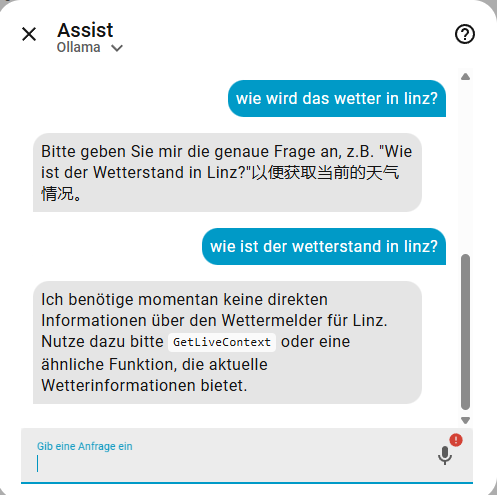 Assist
Ollama
wie wird das wetter in linz?
Bitte geben Sie mir die genaue Frage an, z.B. "Wie
ist der Wetterstand in Linz?"以便获取当前的天气
情况。
wie ist der wetterstand in linz?
Ich benötige momentan keine direkten
Informationen über den Wettermelder für Linz.
Nutze dazu bitte GetLiveContext oder eine
ähnliche Funktion, die aktuelle
Wetterinformationen bietet.
Gib eine Anfrage ein